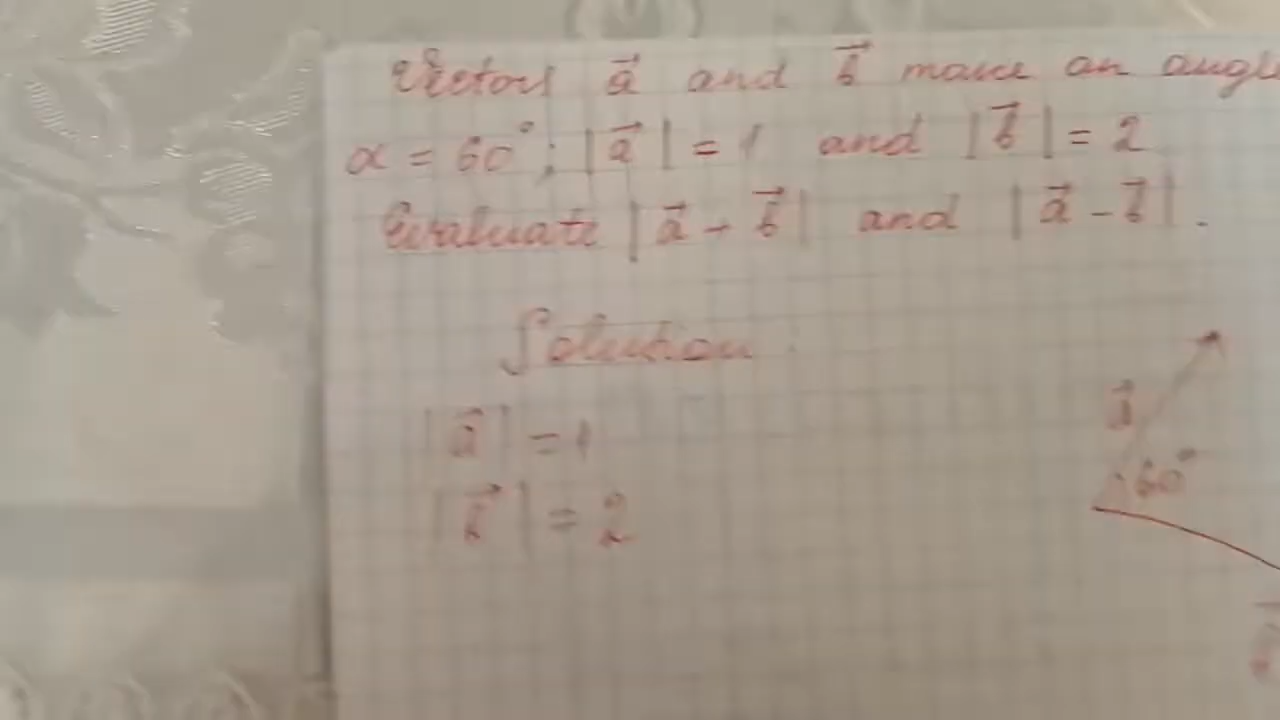 Vectors a⃗ and b⃗ make an angle
α = 60°; |a⃗| = 1 and |b⃗| = 2
Evaluate |a⃗ + b⃗| and |a⃗ - b⃗|.
Solution
|a⃗| = 1
a⃗
60°
|b⃗| = 2